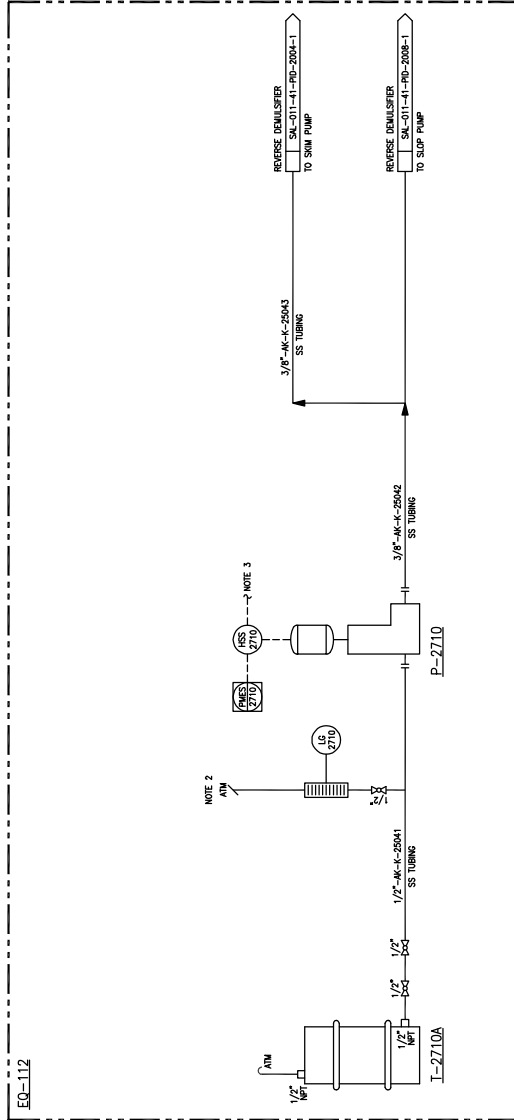 EQ-112
ATM
1/2"
NPT
1/2"
NPT
T-2710A
1/2"
1/2"
1/2"-AK-K-25041
SS TUBING
NOTE 2
ATM
1/2"
LG
2710
PMES
2710
HSS
2710
NOTE 3
P-2710
3/8"-AK-K-25042
SS TUBING
3/8"-AK-K-25043
SS TUBING
REVERSE DEMULSIFIER
SAL-011-41-PID-2004-1
TO SKIM PUMP
REVERSE DEMULSIFIER
SAL-011-41-PID-2008-1
TO SLOP PUMP